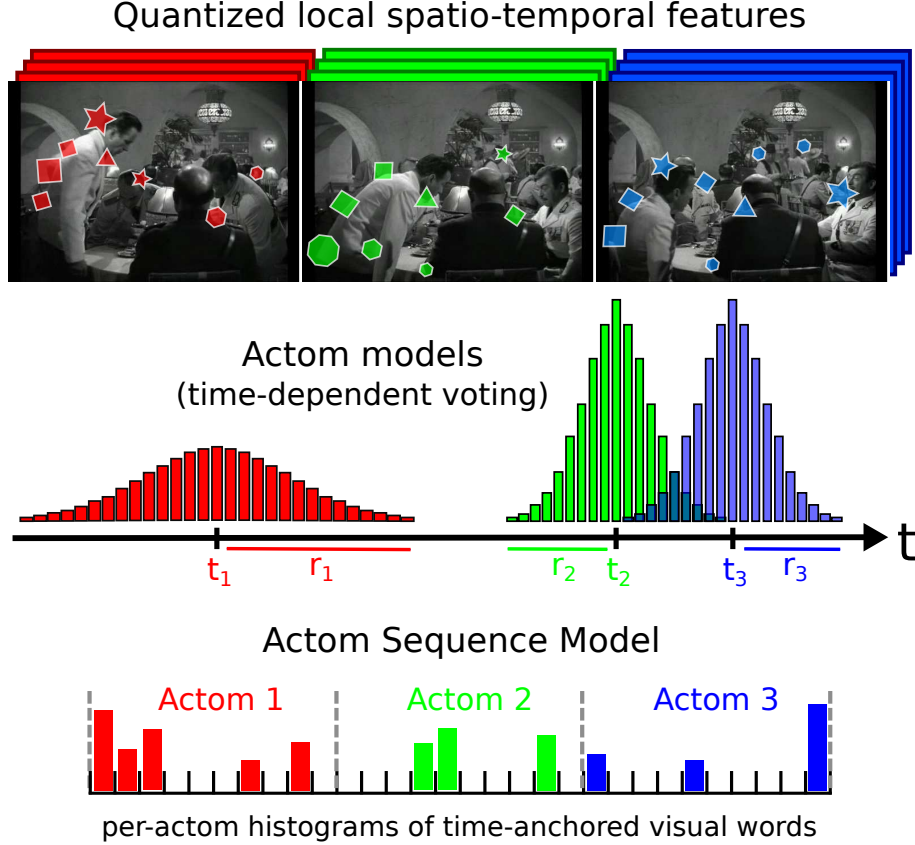 Quantized local spatio-temporal features
Actom models
(time-dependent voting)
t
t₁ r₁ r₂ t₂ t₃ r₃
Actom Sequence Model
Actom 1 Actom 2 Actom 3
per-actom histograms of time-anchored visual words